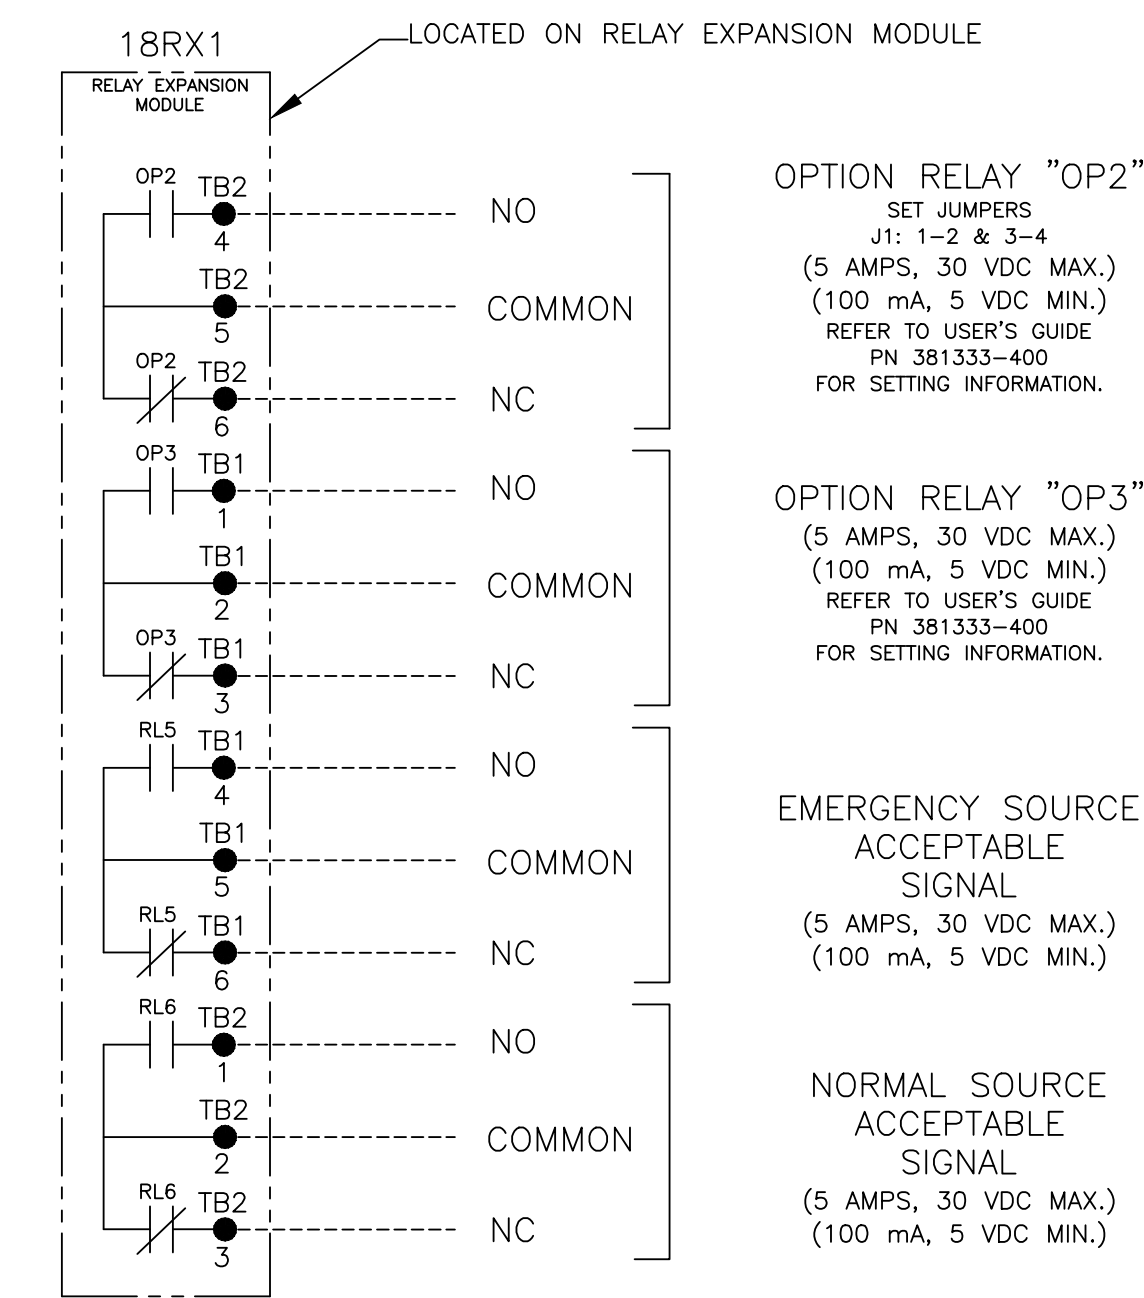 18RX1
LOCATED ON RELAY EXPANSION MODULE
RELAY EXPANSION
MODULE
OP2
TB2
4
NO
TB2
5
COMMON
OP2
TB2
6
NC
OPTION RELAY "OP2"
SET JUMPERS
J1: 1-2 & 3-4
(5 AMPS, 30 VDC MAX.)
(100 mA, 5 VDC MIN.)
REFER TO USER'S GUIDE
PN 381333-400
FOR SETTING INFORMATION.
OP3
TB1
1
NO
TB1
2
COMMON
OP3
TB1
3
NC
OPTION RELAY "OP3"
(5 AMPS, 30 VDC MAX.)
(100 mA, 5 VDC MIN.)
REFER TO USER'S GUIDE
PN 381333-400
FOR SETTING INFORMATION.
RL5
TB1
4
NO
TB1
5
COMMON
RL5
TB1
6
NC
EMERGENCY SOURCE
ACCEPTABLE
SIGNAL
(5 AMPS, 30 VDC MAX.)
(100 mA, 5 VDC MIN.)
RL6
TB2
1
NO
TB2
2
COMMON
RL6
TB2
3
NC
NORMAL SOURCE
ACCEPTABLE
SIGNAL
(5 AMPS, 30 VDC MAX.)
(100 mA, 5 VDC MIN.)